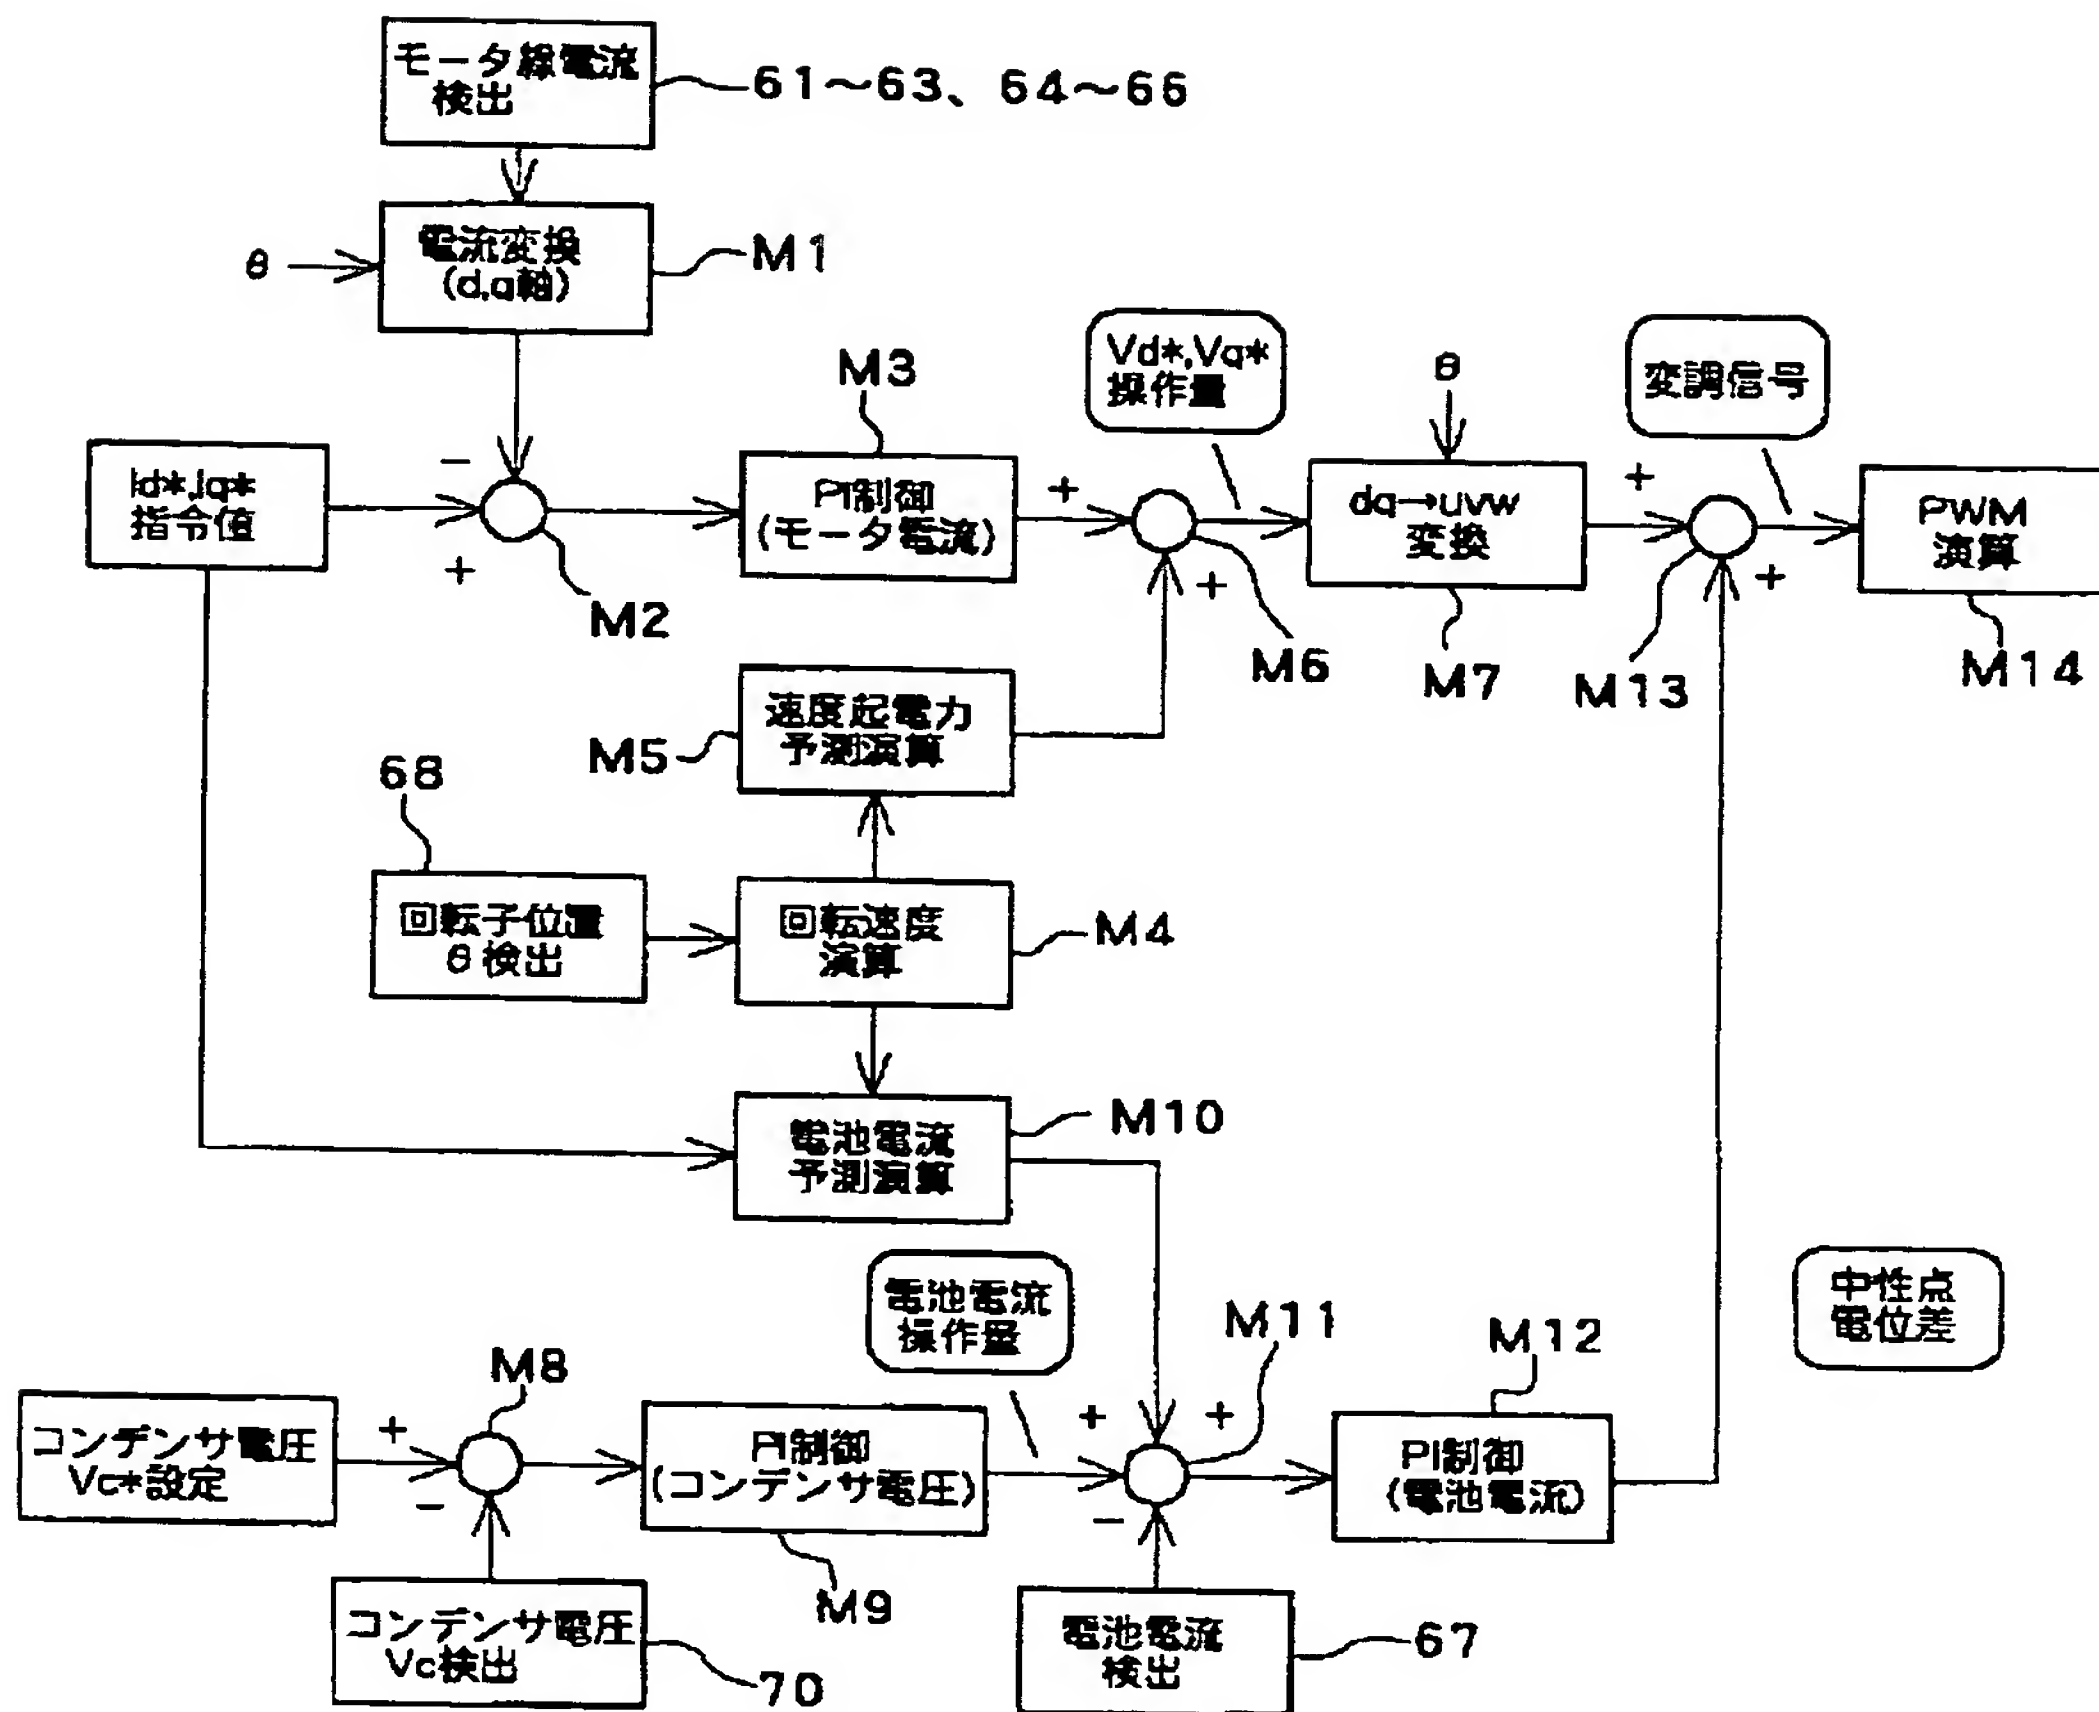 モータ線電流
検出
61〜63、64〜66
電流変換
(d,q軸)
θ
M1
Id*,Iq*
指令値
−
+
M2
M3
PI制御
(モータ電流)
+
Vd*,Vq*
操作量
+
M6
θ
dq→uvw
変換
M7
変調信号
+
+
M13
PWM
演算
M14
速度起電力
予測演算
M5
68
回転子位置
θ検出
回転速度
演算
M4
電池電流
予測演算
M10
電池電流
操作量
M11
M12
中性点
電位差
M8
コンデンサ電圧
Vc*設定
+
−
PI制御
(コンデンサ電圧)
M9
+
+
−
PI制御
(電池電流)
コンデンサ電圧
Vc検出
70
電池電流
検出
67